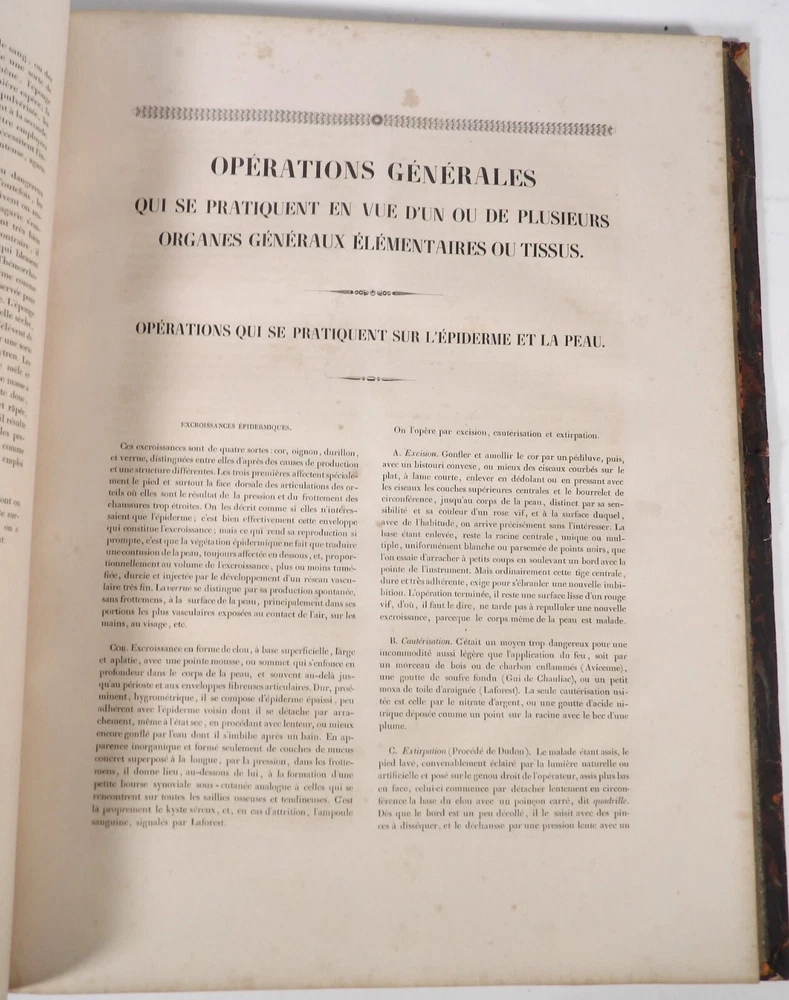 OPÉRATIONS GÉNÉRALES
QUI SE PRATIQUENT EN VUE D'UN OU DE PLUSIEURS
ORGANES GÉNÉRAUX ÉLÉMENTAIRES OU TISSUS.
OPÉRATIONS QUI SE PRATIQUENT SUR L'ÉPIDERME ET LA PEAU.
EXCROISSANCES ÉPIDERMIQUES.
Ces excroissances sont de quatre sortes : cor, oignon, durillon,
et verrue, distinguées entre elles d'après des causes de production
et une structure différentes. Les trois premières affectent spéciale-
ment le pied et surtout la face dorsale des articulations des or-
teils où elles sont le résultat de la pression et du frottement des
chaussures trop étroites. On les décrit comme si elles n'intéres-
saient que l'épiderme; c'est bien effectivement cette enveloppe
qui constitue l'excroissance; mais ce qui rend sa reproduction si
prompte, c'est que la végétation épidermique ne fait que traduire
une contusion de la peau, toujours affectée en dessous, et, propor-
tionnellement au volume de l'excroissance, plus ou moins tumé-
fiée, durcie et injectée par le développement d'un réseau vascu-
laire très fin. La verrue se distingue par sa production spontanée,
sans frottemens, à la surface de la peau, principalement dans ses
portions les plus vasculaires exposées au contact de l'air, sur les
mains, au visage, etc.
COR. Excroissance en forme de clou, à base superficielle, large
et aplatie, avec une pointe mousse, ou sommet qui s'enfonce en
profondeur dans le corps de la peau, et souvent au-delà jus-
qu'au périoste et aux enveloppes fibreuses articulaires. Dur, proé-
minent, hygrométrique, il se compose d'épiderme épaissi, peu
adhérent avec l'épiderme voisin dont il se détache par arra-
chement, même à l'état sec, en procédant avec lenteur, ou mieux
encore gonflé par l'eau dont il s'imbibe après un bain. En ap-
parence inorganique et formé seulement de couches de mucus
concret superposé à la longue, par la pression, dans les frotte-
mens, il donne lieu, au-dessous de lui, à la formation d'une
petite bourse synoviale sous-cutanée analogue à celles qui se
rencontrent sur toutes les saillies osseuses et tendineuses. C'est
là proprement le kyste séreux, et, en cas d'attrition, l'ampoule
sanguine, signalés par Laforest.
On l'opère par excision, cautérisation et extirpation.
A. Excision. Gonfler et amollir le cor par un pédiluve, puis,
avec un bistouri convexe, ou mieux des ciseaux courbés sur le
plat, à lame courte, enlever en dédolant ou en pressant avec
les ciseaux les couches supérieures centrales et le bourrelet de
circonférence, jusqu'au corps de la peau, distinct par sa sen-
sibilité et sa couleur d'un rose vif, et à la surface duquel,
avec de l'habitude, on arrive précisément sans l'intéresser. La
base étant enlevée, reste la racine centrale, unique ou mul-
tiple, uniformément blanche ou parsemée de points noirs, que
l'on essaie d'arracher à petits coups en soulevant un bord avec la
pointe de l'instrument. Mais ordinairement cette tige centrale,
dure et très adhérente, exige pour s'ébranler une nouvelle imbi-
bition. L'opération terminée, il reste une surface lisse d'un rouge
vif, d'où, il faut le dire, ne tarde pas à repulluler une nouvelle
excroissance, parceque le corps même de la peau est malade.
B. Cautérisation. C'était un moyen trop dangereux pour une
incommodité aussi légère que l'application du feu, soit par
un morceau de bois ou de charbon enflammés (Avicenne),
une goutte de soufre fondu (Gui de Chauliac), ou un petit
moxa de toile d'araignée (Laforest). La seule cautérisation usi-
tée est celle par le nitrate d'argent, ou une goutte d'acide ni-
trique déposée comme un point sur la racine avec le bec d'une
plume.
C. Extirpation (Procédé de Dudon). Le malade étant assis, le
pied lavé, convenablement éclairé par la lumière naturelle ou
artificielle et posé sur le genou droit de l'opérateur, assis plus bas
en face, celui-ci commence par détacher lentement en circon-
férence la base du clou avec un poinçon carré, dit quadrille.
Dès que le bord est un peu décollé, il le saisit avec des pin-
ces à disséquer, et le déchausse par une pression lente avec un